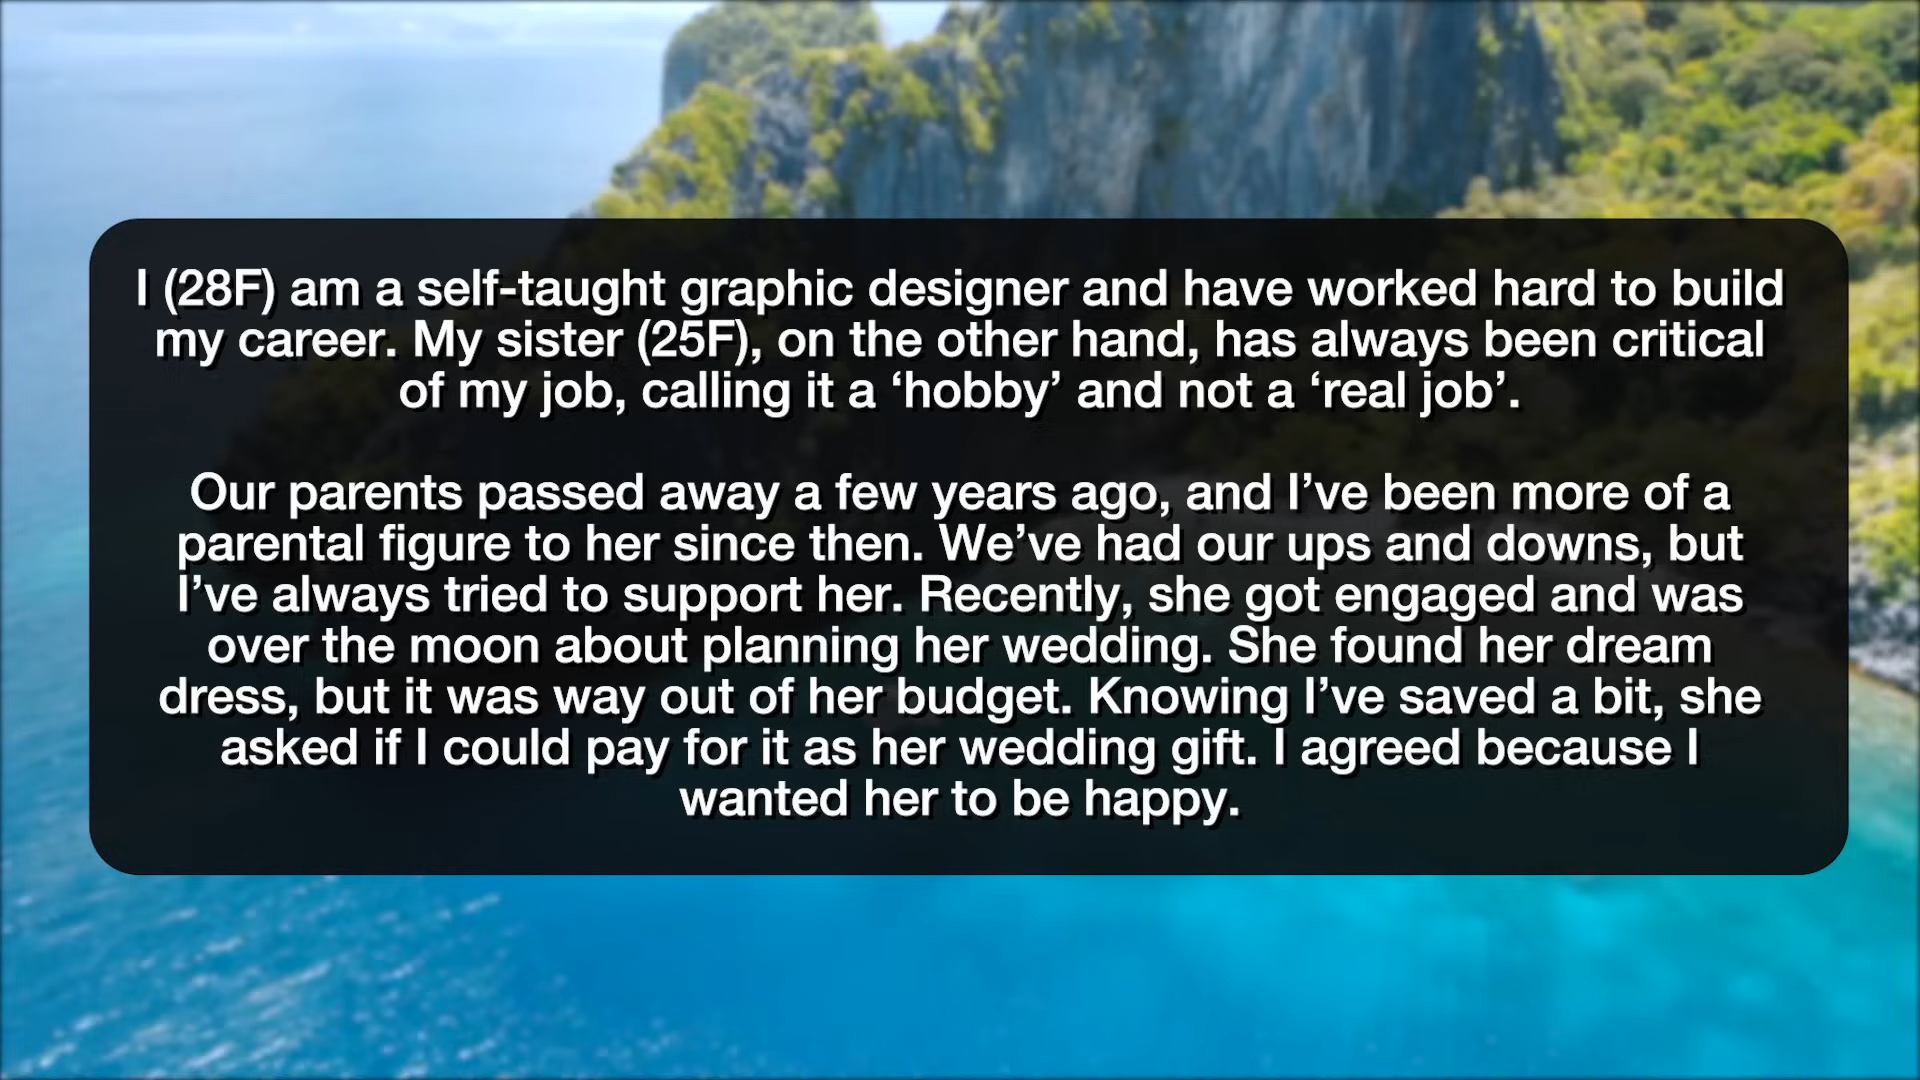 I (28F) am a self-taught graphic designer and have worked hard to build
my career. My sister (25F), on the other hand, has always been critical
of my job, calling it a ‘hobby’ and not a ‘real job’.
Our parents passed away a few years ago, and I’ve been more of a
parental figure to her since then. We’ve had our ups and downs, but
I’ve always tried to support her. Recently, she got engaged and was
over the moon about planning her wedding. She found her dream
dress, but it was way out of her budget. Knowing I’ve saved a bit, she
asked if I could pay for it as her wedding gift. I agreed because I
wanted her to be happy.